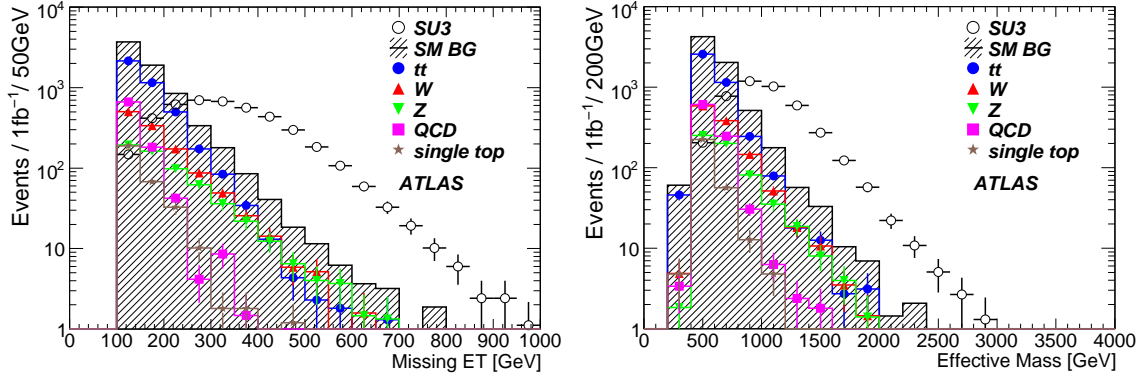 Events / 1fb⁻¹/ 50GeV
10⁴
10³
10²
10
1
SU3
SM BG
tt
W
Z
QCD
single top
ATLAS
0 100 200 300 400 500 600 700 800 900 1000
Missing ET [GeV]
Events / 1fb⁻¹/ 200GeV
10⁴
10³
10²
10
1
SU3
SM BG
tt
W
Z
QCD
single top
ATLAS
0 500 1000 1500 2000 2500 3000 3500 4000
Effective Mass [GeV]